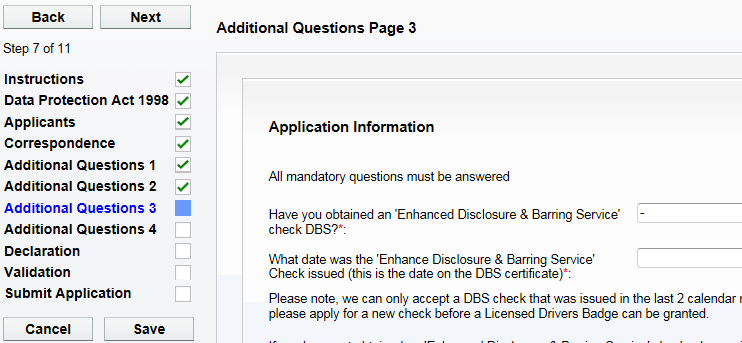 Back
Next
Step 7 of 11
Instructions
Data Protection Act 1998
Applicants
Correspondence
Additional Questions 1
Additional Questions 2
Additional Questions 3
Additional Questions 4
Declaration
Validation
Submit Application
Cancel
Save
Additional Questions Page 3
Application Information
All mandatory questions must be answered
Have you obtained an 'Enhanced Disclosure & Barring Service'
check DBS?*:
-
What date was the 'Enhance Disclosure & Barring Service'
Check issued (this is the date on the DBS certificate)*:
Please note, we can only accept a DBS check that was issued in the last 2 calendar
please apply for a new check before a Licensed Drivers Badge can be granted.